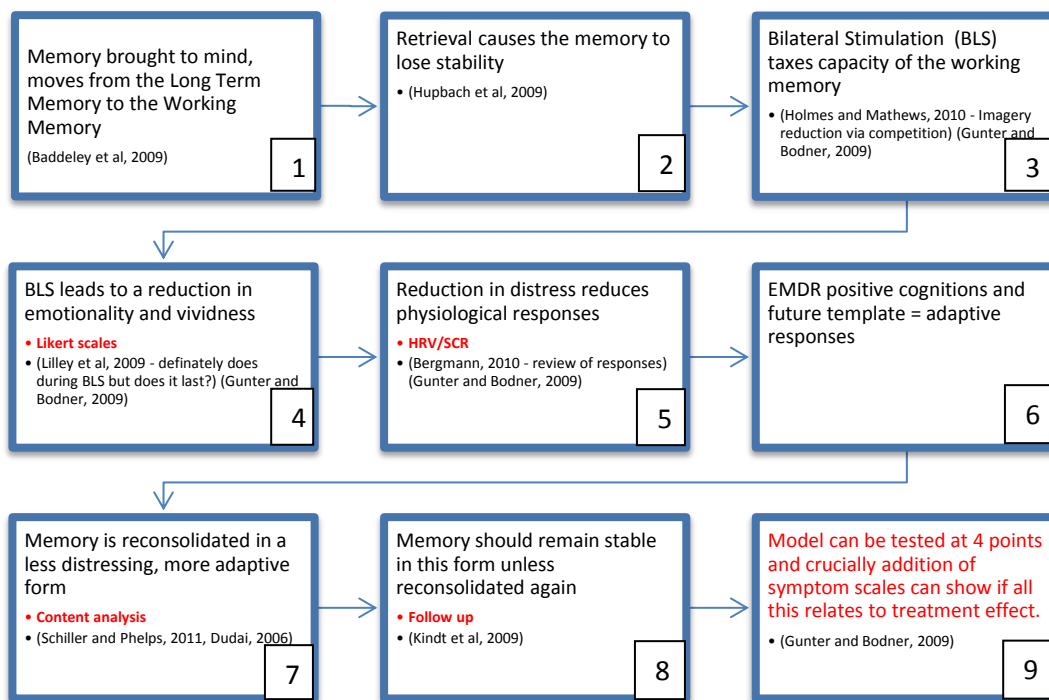 Memory brought to mind,
moves from the Long Term
Memory to the Working
Memory
(Baddeley et al, 2009)
1
Retrieval causes the memory to
lose stability
• (Hupbach et al, 2009)
2
Bilateral Stimulation (BLS)
taxes capacity of the working
memory
• (Holmes and Mathews, 2010 - Imagery
reduction via competition) (Gunter and
Bodner, 2009)
3
BLS leads to a reduction in
emotionality and vividness
• Likert scales
• (Lilley et al, 2009 - definately does
during BLS but does it last?) (Gunter and
Bodner, 2009)
4
Reduction in distress reduces
physiological responses
• HRV/SCR
• (Bergmann, 2010 - review of responses)
(Gunter and Bodner, 2009)
5
EMDR positive cognitions and
future template = adaptive
responses
6
Memory is reconsolidated in a
less distressing, more adaptive
form
• Content analysis
• (Schiller and Phelps, 2011, Dudai, 2006)
7
Memory should remain stable
in this form unless
reconsolidated again
• Follow up
• (Kindt et al, 2009)
8
Model can be tested at 4 points
and crucially addition of
symptom scales can show if all
this relates to treatment effect.
• (Gunter and Bodner, 2009)
9